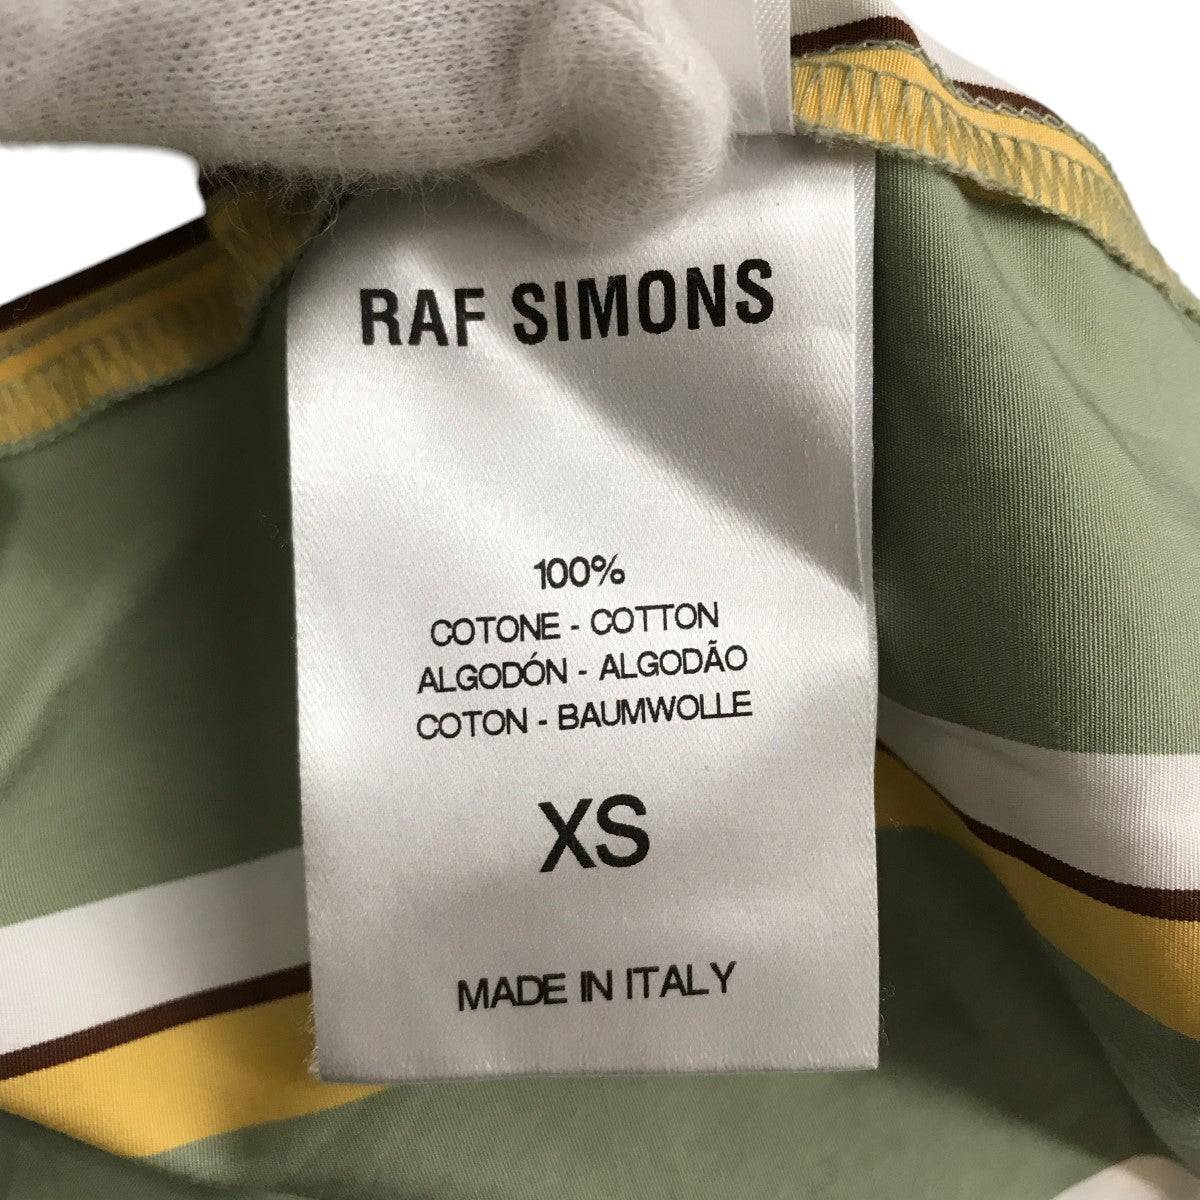 RAF SIMONS
100%
COTONE - COTTON
ALGODÓN - ALGODÃO
COTON - BAUMWOLLE
XS
MADE IN ITALY